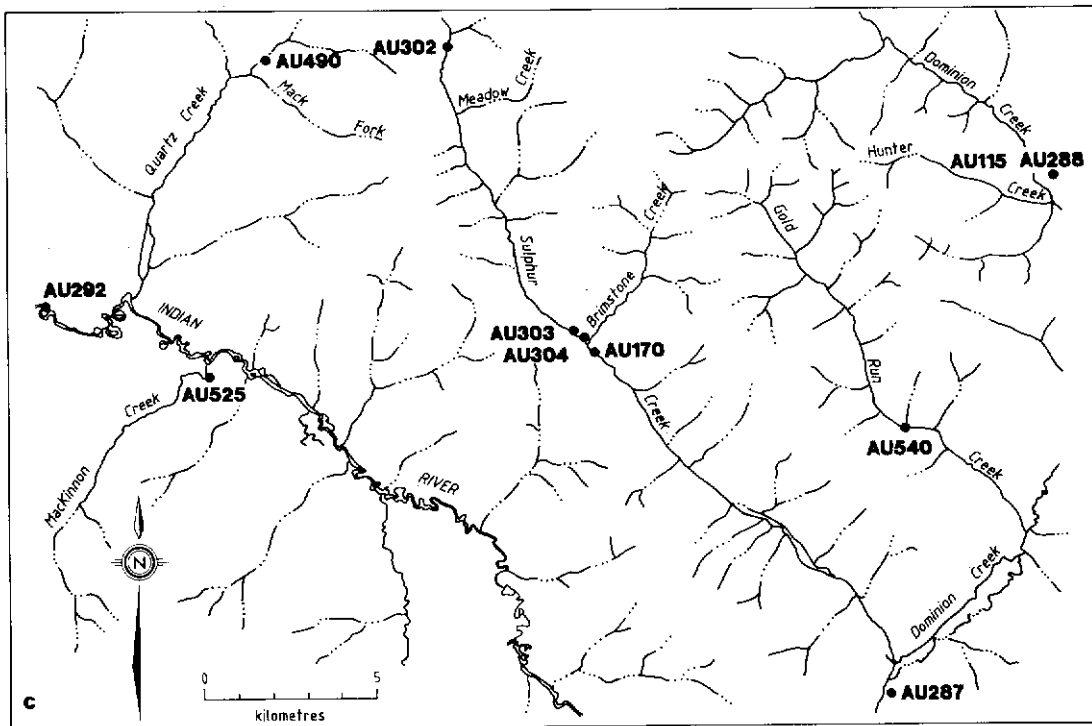 AU302
AU490
Mack
Fork
Quartz Creek
Meadow Creek
Dominion
Creek
Hunter
Creek
AU115
AU288
Gold
Run
Creek
Sulphur
Creek
Brimstone Creek
AU292
INDIAN
RIVER
AU303
AU304
AU170
AU525
MacKinnon Creek
AU540
Dominion Creek
N
0 5
kilometres
AU287
C